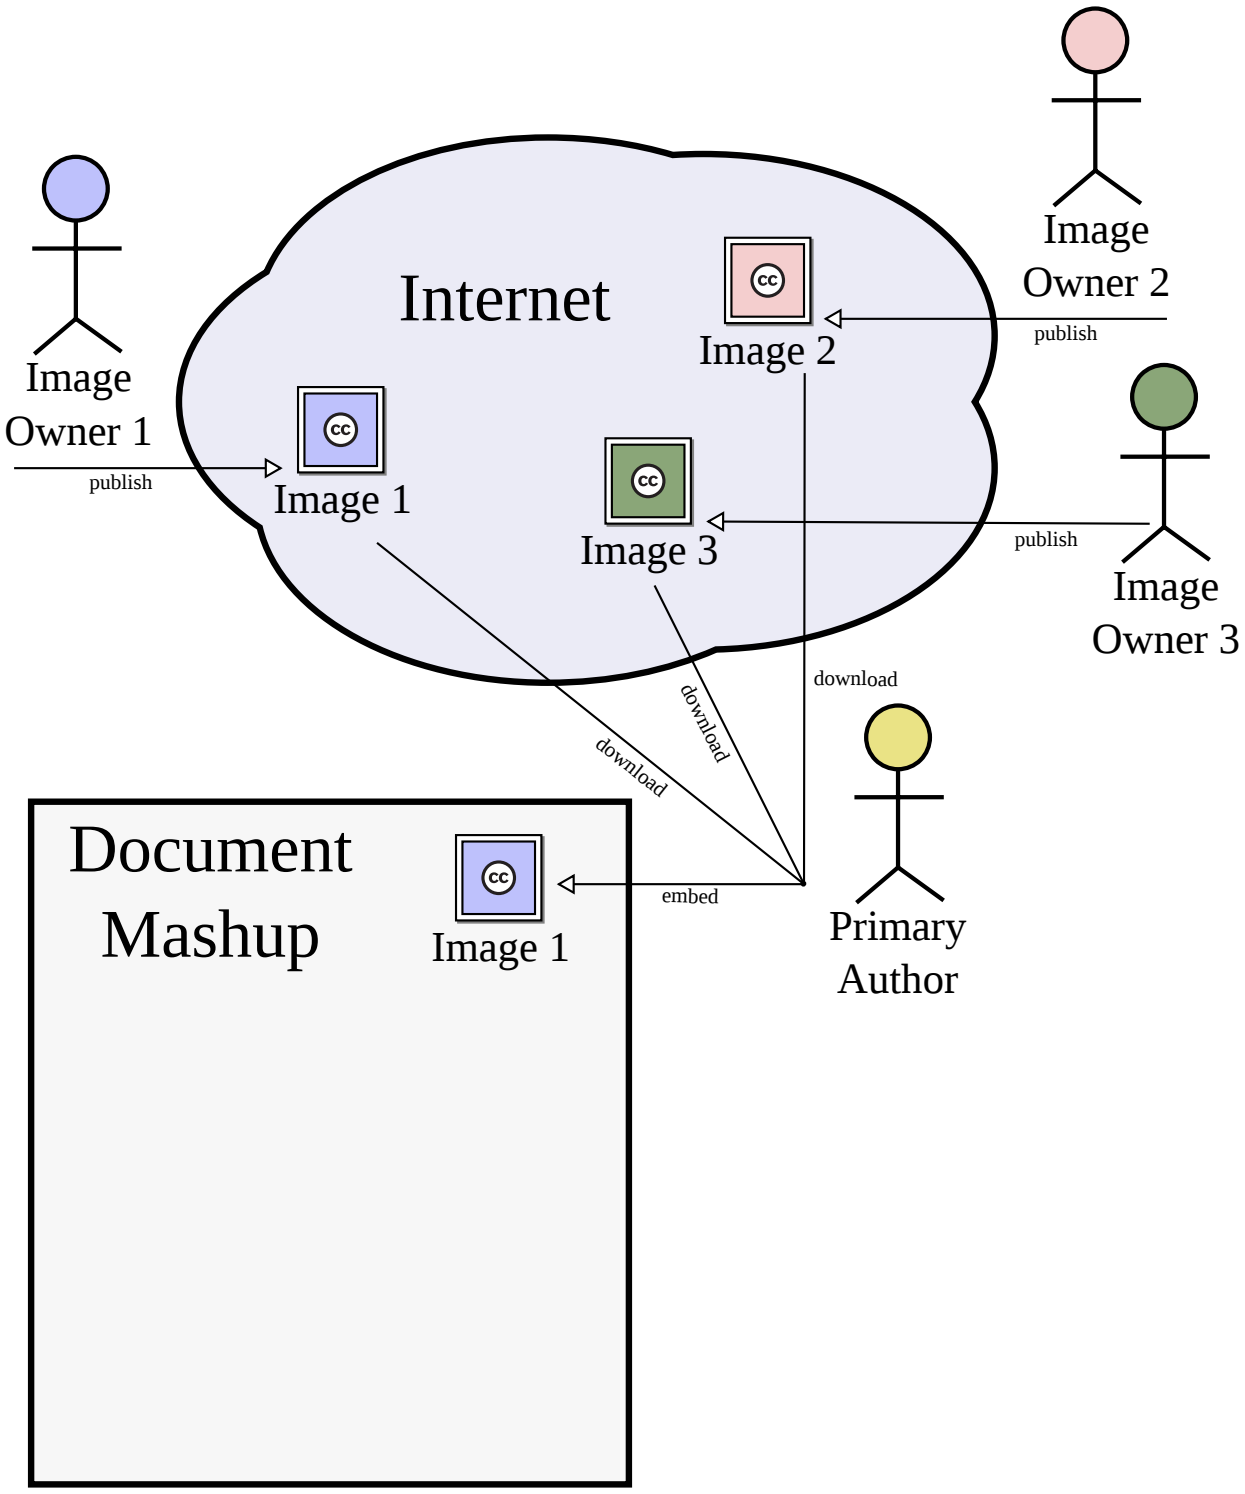 Image
Owner 2
publish
Internet
cc
Image 2
Image
Owner 1
publish
cc
Image 1
cc
Image 3
publish
Image
Owner 3
download
download
download
Document
Mashup
cc
Image 1
embed
Primary
Author